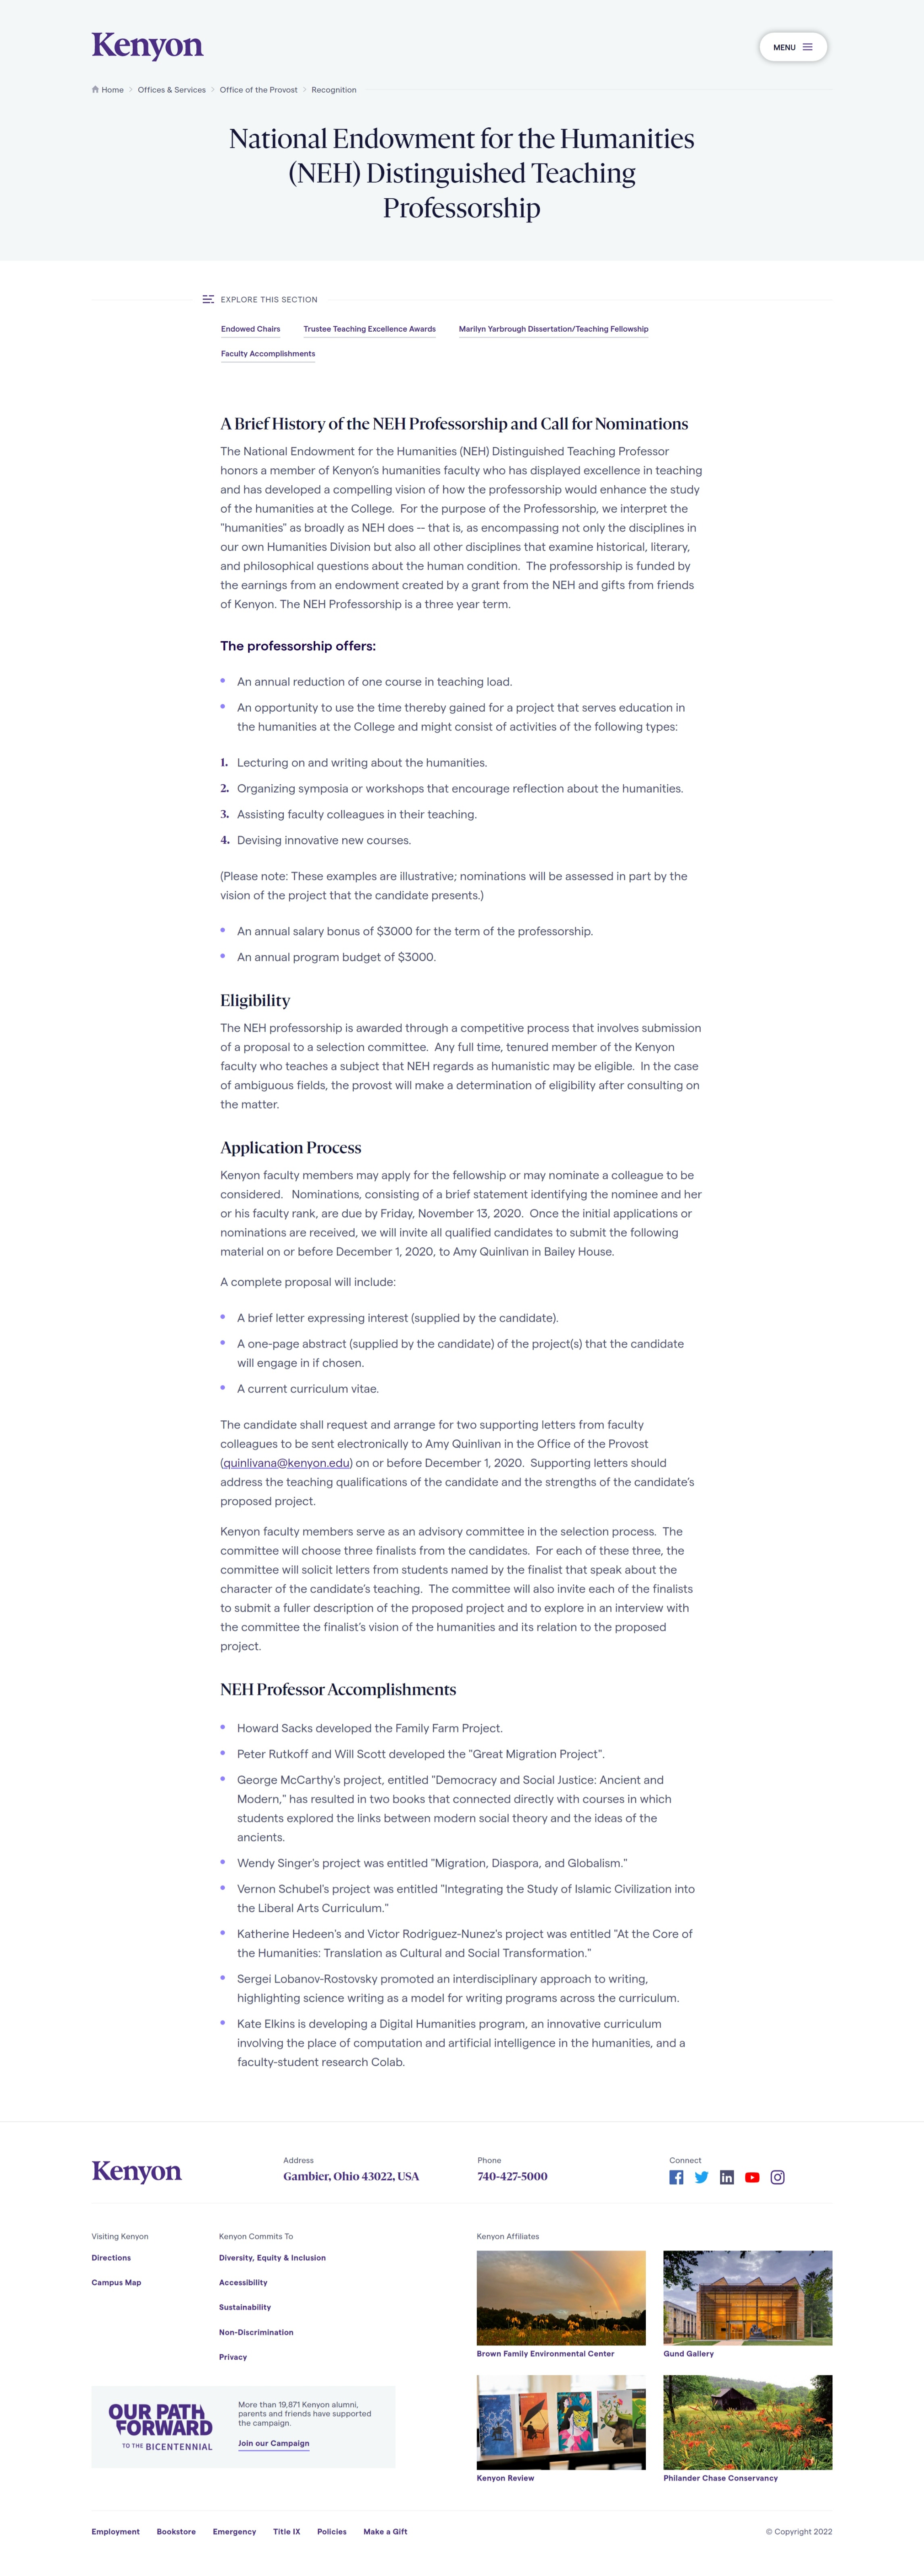 Kenyon
MENU
Home
Offices & Services
Office of the Provost
Recognition
National Endowment for the Humanities
(NEH) Distinguished Teaching
Professorship
EXPLORE THIS SECTION
Endowed Chairs
Trustee Teaching Excellence Awards
Marilyn Yarbrough Dissertation/Teaching Fellowship
Faculty Accomplishments
A Brief History of the NEH Professorship and Call for Nominations
The National Endowment for the Humanities (NEH) Distinguished Teaching Professor
honors a member of Kenyon's humanities faculty who has displayed excellence in teaching
and has developed a compelling vision of how the professorship would enhance the study
of the humanities at the College.  For the purpose of the Professorship, we interpret the
"humanities" as broadly as NEH does -- that is, as encompassing not only the disciplines in
our own Humanities Division but also all other disciplines that examine historical, literary,
and philosophical questions about the human condition.  The professorship is funded by
the earnings from an endowment created by a grant from the NEH and gifts from friends
of Kenyon. The NEH Professorship is a three year term.
The professorship offers:
An annual reduction of one course in teaching load.
An opportunity to use the time thereby gained for a project that serves education in
the humanities at the College and might consist of activities of the following types:
1. Lecturing on and writing about the humanities.
2. Organizing symposia or workshops that encourage reflection about the humanities.
3. Assisting faculty colleagues in their teaching.
4. Devising innovative new courses.
(Please note: These examples are illustrative; nominations will be assessed in part by the
vision of the project that the candidate presents.)
An annual salary bonus of $3000 for the term of the professorship.
An annual program budget of $3000.
Eligibility
The NEH professorship is awarded through a competitive process that involves submission
of a proposal to a selection committee.  Any full time, tenured member of the Kenyon
faculty who teaches a subject that NEH regards as humanistic may be eligible.  In the case
of ambiguous fields, the provost will make a determination of eligibility after consulting on
the matter.
Application Process
Kenyon faculty members may apply for the fellowship or may nominate a colleague to be
considered.   Nominations, consisting of a brief statement identifying the nominee and her
or his faculty rank, are due by Friday, November 13, 2020.  Once the initial applications or
nominations are received, we will invite all qualified candidates to submit the following
material on or before December 1, 2020, to Amy Quinlivan in Bailey House.
A complete proposal will include:
A brief letter expressing interest (supplied by the candidate).
A one-page abstract (supplied by the candidate) of the project(s) that the candidate
will engage in if chosen.
A current curriculum vitae.
The candidate shall request and arrange for two supporting letters from faculty
colleagues to be sent electronically to Amy Quinlivan in the Office of the Provost
(quinlivana@kenyon.edu) on or before December 1, 2020.  Supporting letters should
address the teaching qualifications of the candidate and the strengths of the candidate's
proposed project.
Kenyon faculty members serve as an advisory committee in the selection process.  The
committee will choose three finalists from the candidates.  For each of these three, the
committee will solicit letters from students named by the finalist that speak about the
character of the candidate's teaching.  The committee will also invite each of the finalists
to submit a fuller description of the proposed project and to explore in an interview with
the committee the finalist's vision of the humanities and its relation to the proposed
project.
NEH Professor Accomplishments
Howard Sacks developed the Family Farm Project.
Peter Rutkoff and Will Scott developed the "Great Migration Project".
George McCarthy's project, entitled "Democracy and Social Justice: Ancient and
Modern," has resulted in two books that connected directly with courses in which
students explored the links between modern social theory and the ideas of the
ancients.
Wendy Singer's project was entitled "Migration, Diaspora, and Globalism."
Vernon Schubel's project was entitled "Integrating the Study of Islamic Civilization into
the Liberal Arts Curriculum."
Katherine Hedeen's and Victor Rodriguez-Nunez's project was entitled "At the Core of
the Humanities: Translation as Cultural and Social Transformation."
Sergei Lobanov-Rostovsky promoted an interdisciplinary approach to writing,
highlighting science writing as a model for writing programs across the curriculum.
Kate Elkins is developing a Digital Humanities program, an innovative curriculum
involving the place of computation and artificial intelligence in the humanities, and a
faculty-student research Colab.
Kenyon
Address
Gambier, Ohio 43022, USA
Phone
740-427-5000
Connect
Visiting Kenyon
Directions
Campus Map
Kenyon Commits To
Diversity, Equity & Inclusion
Accessibility
Sustainability
Non-Discrimination
Privacy
Kenyon Affiliates
Brown Family Environmental Center
Gund Gallery
Kenyon Review
Philander Chase Conservancy
OUR PATH
FORWARD
TO THE BICENTENNIAL
More than 19,871 Kenyon alumni,
parents and friends have supported
the campaign.
Join our Campaign
Employment
Bookstore
Emergency
Title IX
Policies
Make a Gift
© Copyright 2022